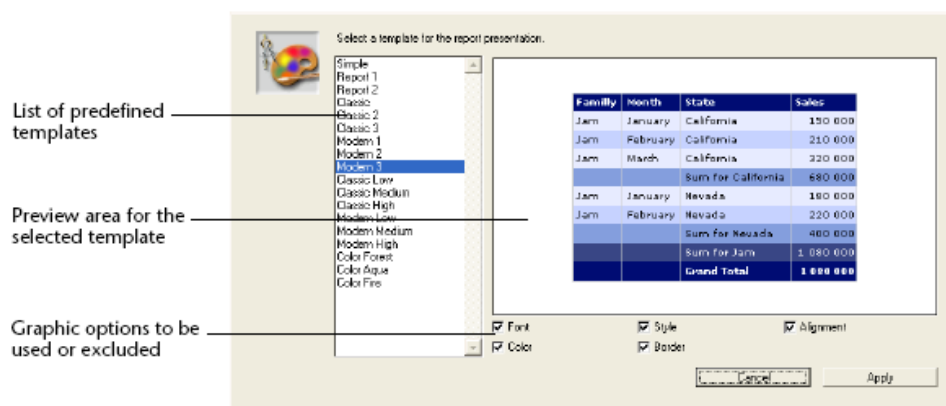 Select a template for the report presentation.
List of predefined
templates
Simple
Report 1
Report 2
Classic
Classic 2
Classic 3
Modern 1
Modern 2
Modern 3
Classic Low
Classic Medium
Classic High
Modern Low
Modern Medium
Modern High
Color Forest
Color Aqua
Color Fire
Familly Month State Sales
Jam January California 150 000
Jam February California 210 000
Jam March California 320 000
Sum for California 680 000
Jam January Nevada 180 000
Jam February Nevada 220 000
Sum for Nevada 400 000
Sum for Jam 1 080 000
Grand Total 1 080 000
Preview area for the
selected template
Graphic options to be
used or excluded
Font Style Alignment
Color Border
Cancel Apply